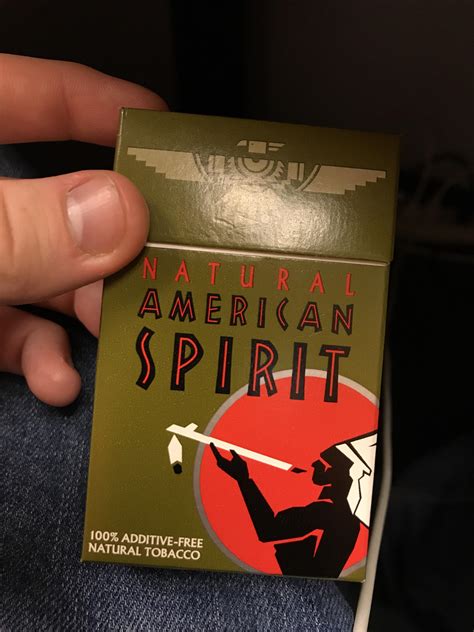 NATURAL
AMERICAN
SPIRIT
100% ADDITIVE-FREE
NATURAL TOBACCO